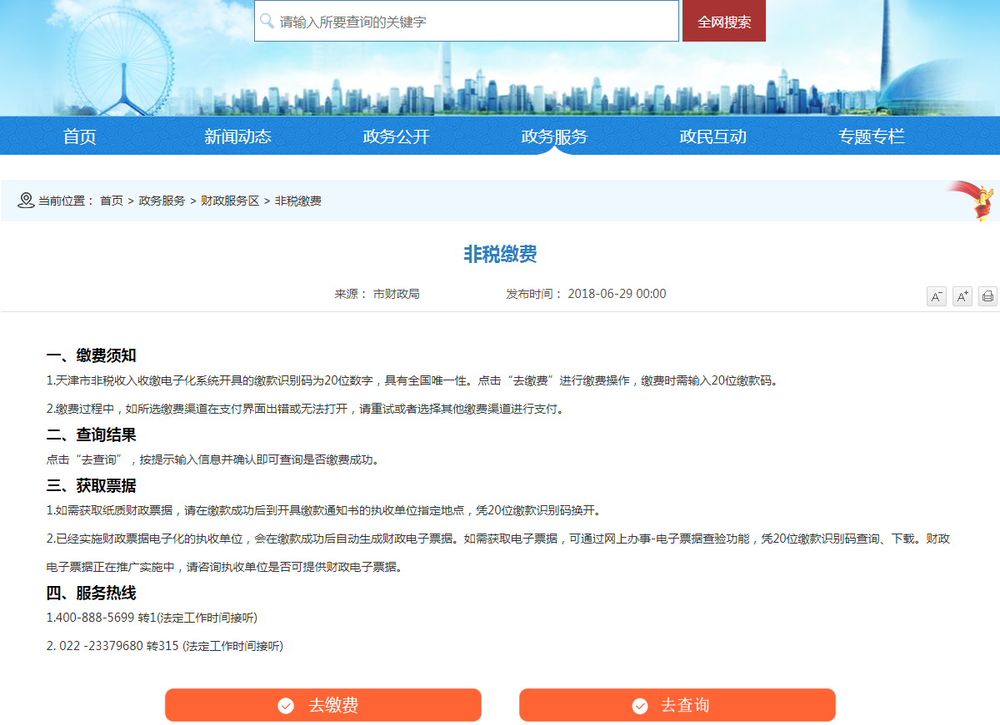 请输入所要查询的关键字 全网搜索
首页 新闻动态 政务公开 政务服务 政民互动 专题专栏
当前位置： 首页 > 政务服务 > 财政服务区 > 非税缴费
非税缴费
来源： 市财政局 发布时间： 2018-06-29 00:00 A- A+
一、缴费须知
1.天津市非税收入收缴电子化系统开具的缴款识别码为20位数字，具有全国唯一性。点击“去缴费”进行缴费操作，缴费时需输入20位缴款码。
2.缴费过程中，如所选缴费渠道在支付界面出错或无法打开，请重试或者选择其他缴费渠道进行支付。
二、查询结果
点击“去查询”，按提示输入信息并确认即可查询是否缴费成功。
三、获取票据
1.如需获取纸质财政票据，请在缴款成功后到开具缴款通知书的执收单位指定地点，凭20位缴款识别码换开。
2.已经实施财政票据电子化的执收单位，会在缴款成功后自动生成财政电子票据。如需获取电子票据，可通过网上办事-电子票据查验功能，凭20位缴款识别码查询、下载。财政
电子票据正在推广实施中，请咨询执收单位是否可提供财政电子票据。
四、服务热线
1.400-888-5699 转1(法定工作时间接听)
2. 022 -23379680 转315 (法定工作时间接听)
去缴费 去查询